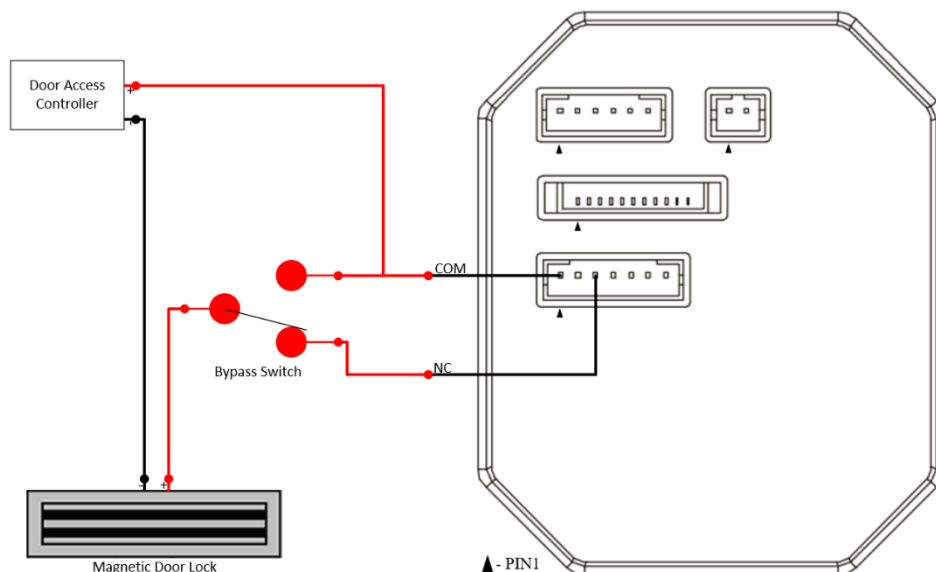 Door Access
Controller
+
-
COM
Bypass Switch
NC
- +
Magnetic Door Lock
- PIN1